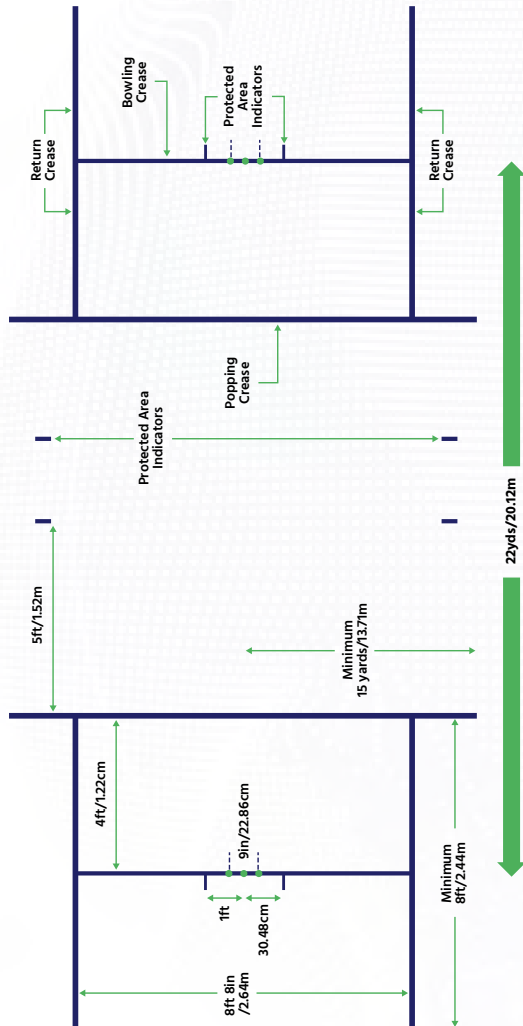 Return
Crease
Bowling
Crease
Protected
Area
Indicators
Return
Crease
Popping
Crease
Protected Area
Indicators
5ft/1.52m
Minimum
15 yards/13.71m
22yds/20.12m
4ft/1.22cm
9in/22.86cm
1ft
30.48cm
8ft 8in
/2.64m
Minimum
8ft/2.44m